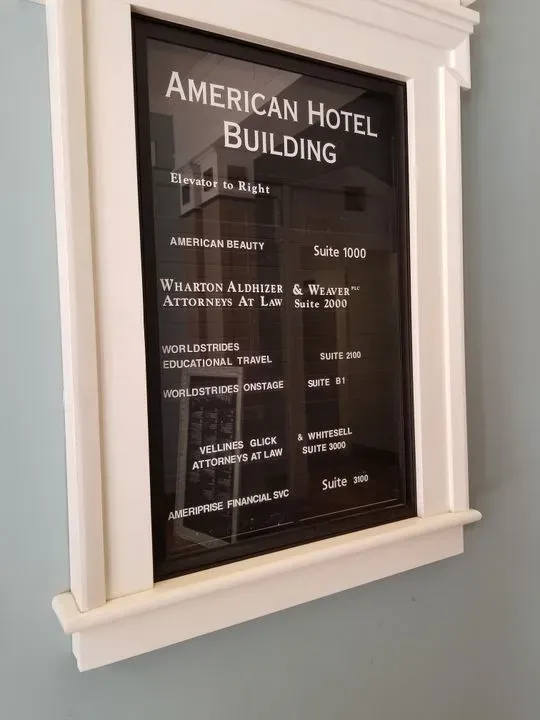 AMERICAN HOTEL
BUILDING
Elevator to Right
AMERICAN BEAUTY Suite 1000
WHARTON ALDHIZER & WEAVER PLC
ATTORNEYS AT LAW Suite 2000
WORLDSTRIDES
EDUCATIONAL TRAVEL SUITE 2100
WORLDSTRIDES ONSTAGE SUITE B1
VELLINES GLICK & WHITESELL
ATTORNEYS AT LAW SUITE 3000
AMERIPRISE FINANCIAL SVC Suite 3100